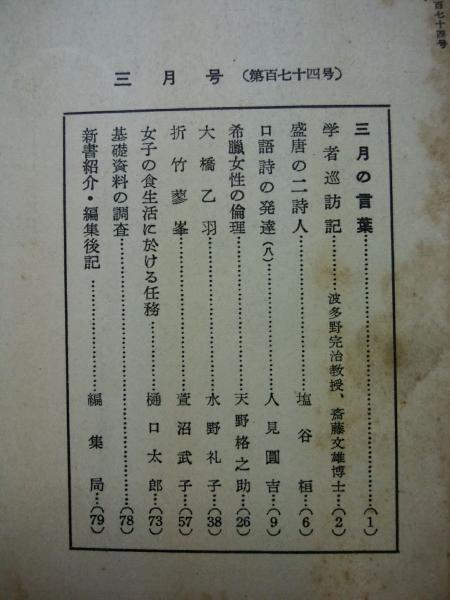 百七十四号
三月号 (第百七十四号)
三月の言葉…(1)
学者巡訪記…波多野完治教授、斎藤文雄博士…(2)
盛唐の二詩人…塩谷桓…(6)
口語詩の発達(八)…人見圓吉…(9)
希臘女性の倫理…天野格之助…(26)
大橋乙羽…水野礼子…(38)
折竹蓼峯…萱沼武子…(57)
女子の食生活に於ける任務…樋口太郎…(73)
基礎資料の調査…(78)
新書紹介・編集後記…編集局…(79)